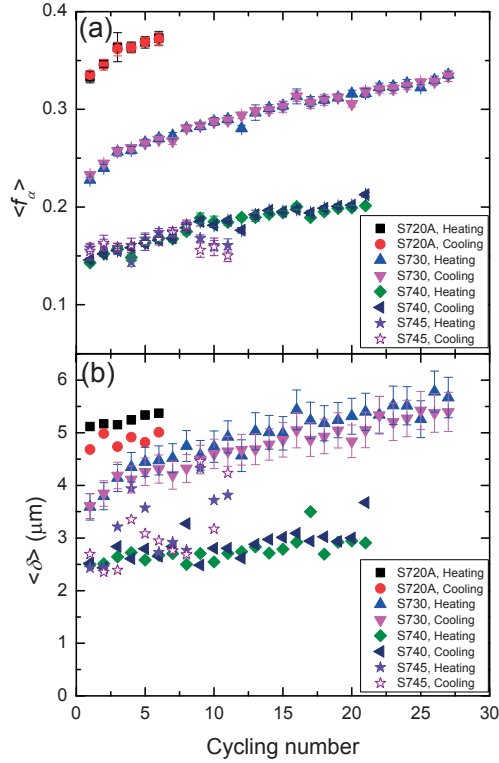 (a)
0.4
0.3
0.2
0.1
<f_α>
S720A, Heating
S720A, Cooling
S730, Heating
S730, Cooling
S740, Heating
S740, Cooling
S745, Heating
S745, Cooling
(b)
6
5
4
3
2
1
0
<δ> (μm)
S720A, Heating
S720A, Cooling
S730, Heating
S730, Cooling
S740, Heating
S740, Cooling
S745, Heating
S745, Cooling
0 5 10 15 20 25 30
Cycling number